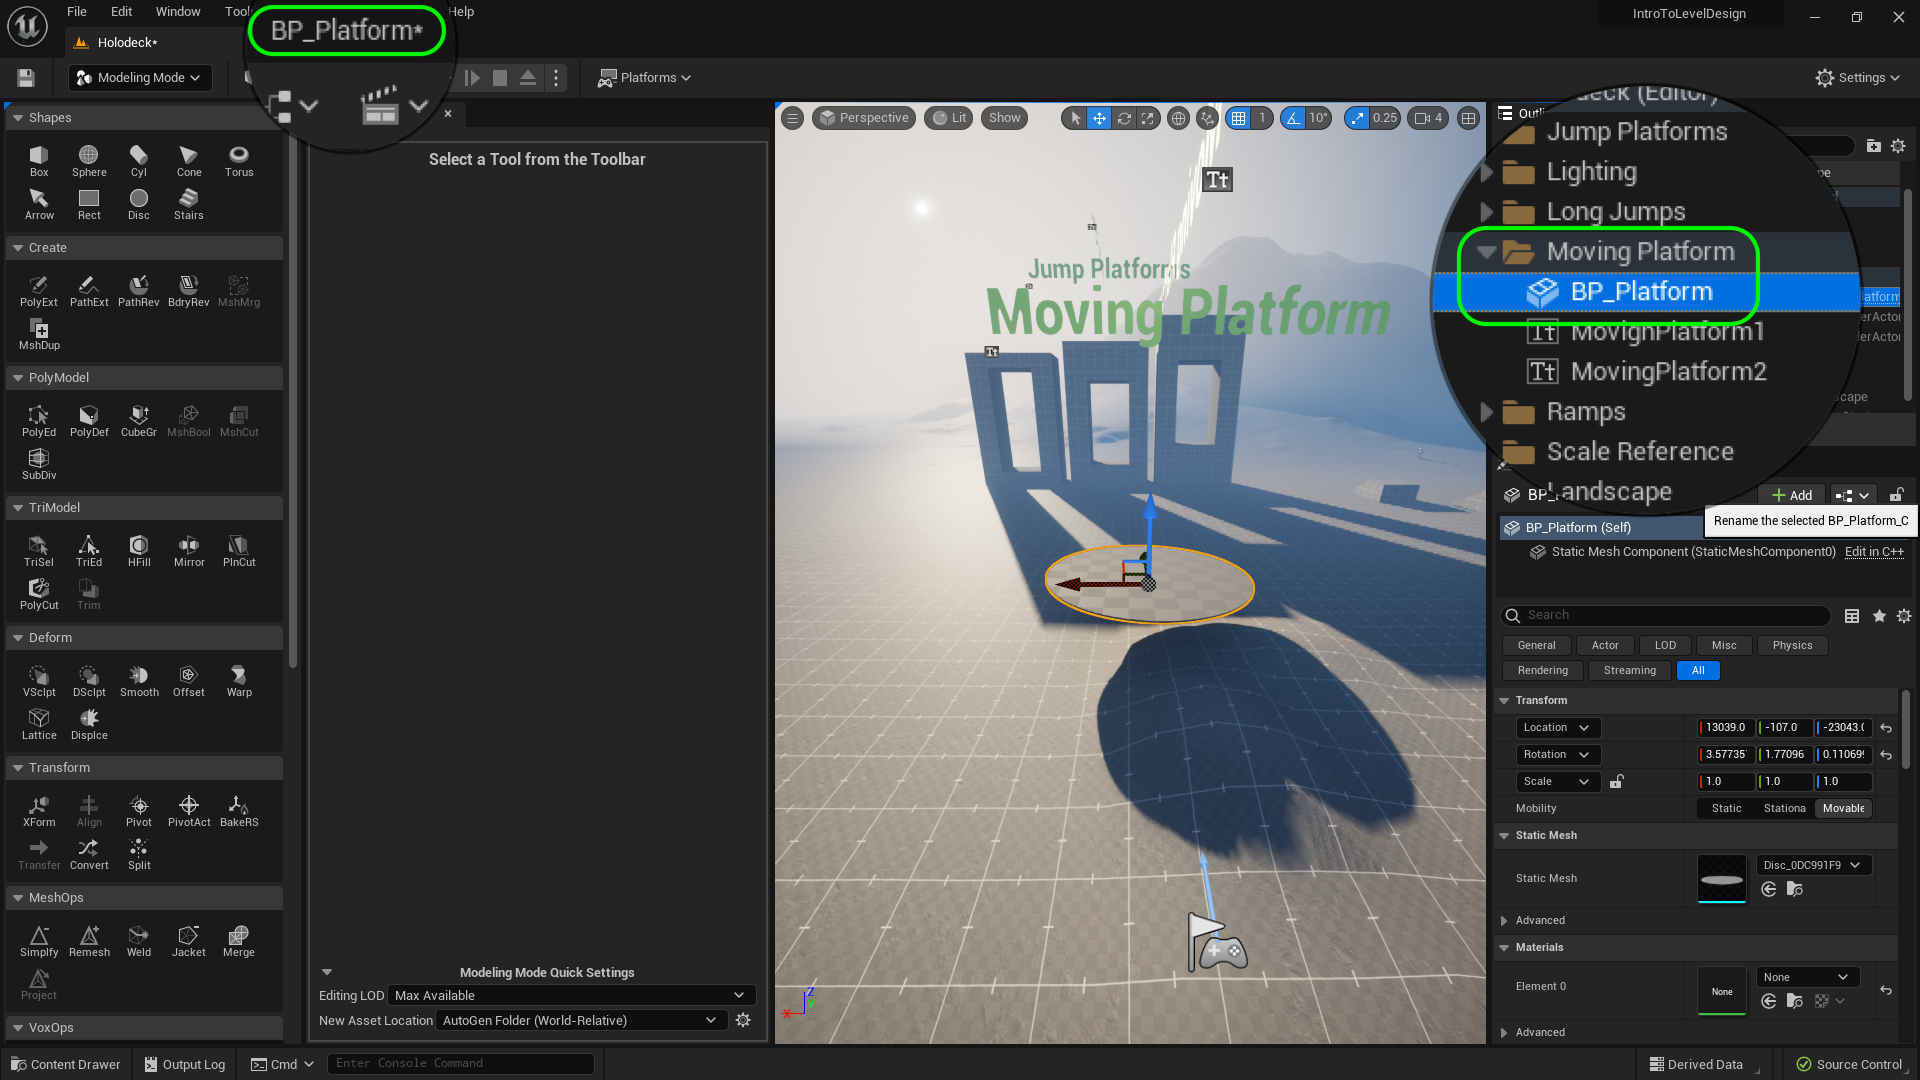 File
Edit
Window
Help
BP_Platform*
IntroToLevelDesign
Holodeck*
Modeling Mode
Platforms
Settings
Shapes
Box
Sphere
Cyl
Cone
Torus
Arrow
Rect
Disc
Stairs
Create
PolyExt
PathExt
PathRev
BdryRev
MshMrg
MshDup
PolyModel
PolyEd
PolyDef
CubeGr
MshBool
MshCut
SubDiv
TriModel
TriSel
TriEd
HFill
Mirror
PlnCut
PolyCut
Trim
Deform
VSclpt
DSclpt
Smooth
Offset
Warp
Lattice
Displce
Transform
XForm
Align
Pivot
PivotAct
BakeRS
Transfer
Convert
Split
MeshOps
Simplfy
Remesh
Weld
Jacket
Merge
Project
VoxOps
Select a Tool from the Toolbar
Modeling Mode Quick Settings
Editing LOD
Max Available
New Asset Location
AutoGen Folder (World-Relative)
Perspective
Lit
Show
1
10°
0.25
4
Tt
Jump Platforms
Moving Platform
deck (Editor)
Jump Platforms
Lighting
Long Jumps
Moving Platform
BP_Platform
MovignPlatform1
MovingPlatform2
Ramps
Scale Reference
Landscape
Add
Rename the selected BP_Platform_C
BP_Platform (Self)
Static Mesh Component (StaticMeshComponent0)
Edit in C++
Search
General
Actor
LOD
Misc
Physics
Rendering
Streaming
All
Transform
Location
13039.0
-107.0
-23043.(
Rotation
3.57735
1.77096
0.11069
Scale
1.0
1.0
1.0
Mobility
Static
Stationa
Movable
Static Mesh
Static Mesh
Disc_0DC991F9
Advanced
Materials
Element 0
None
None
Advanced
Content Drawer
Output Log
Cmd
Enter Console Command
Derived Data
Source Control